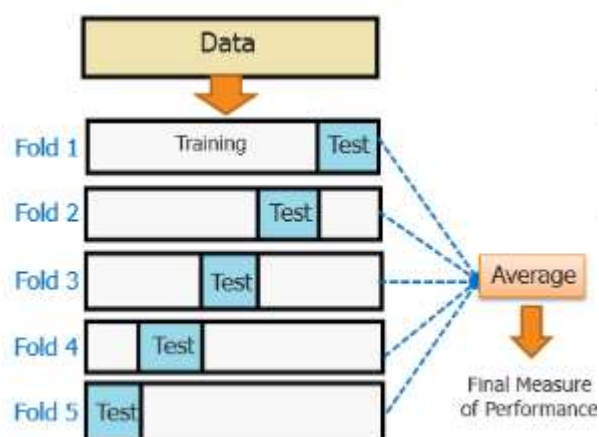 Data
Fold 1
Training
Test
Fold 2
Test
Fold 3
Test
Fold 4
Test
Fold 5
Test
Average
Final Measure
of Performance